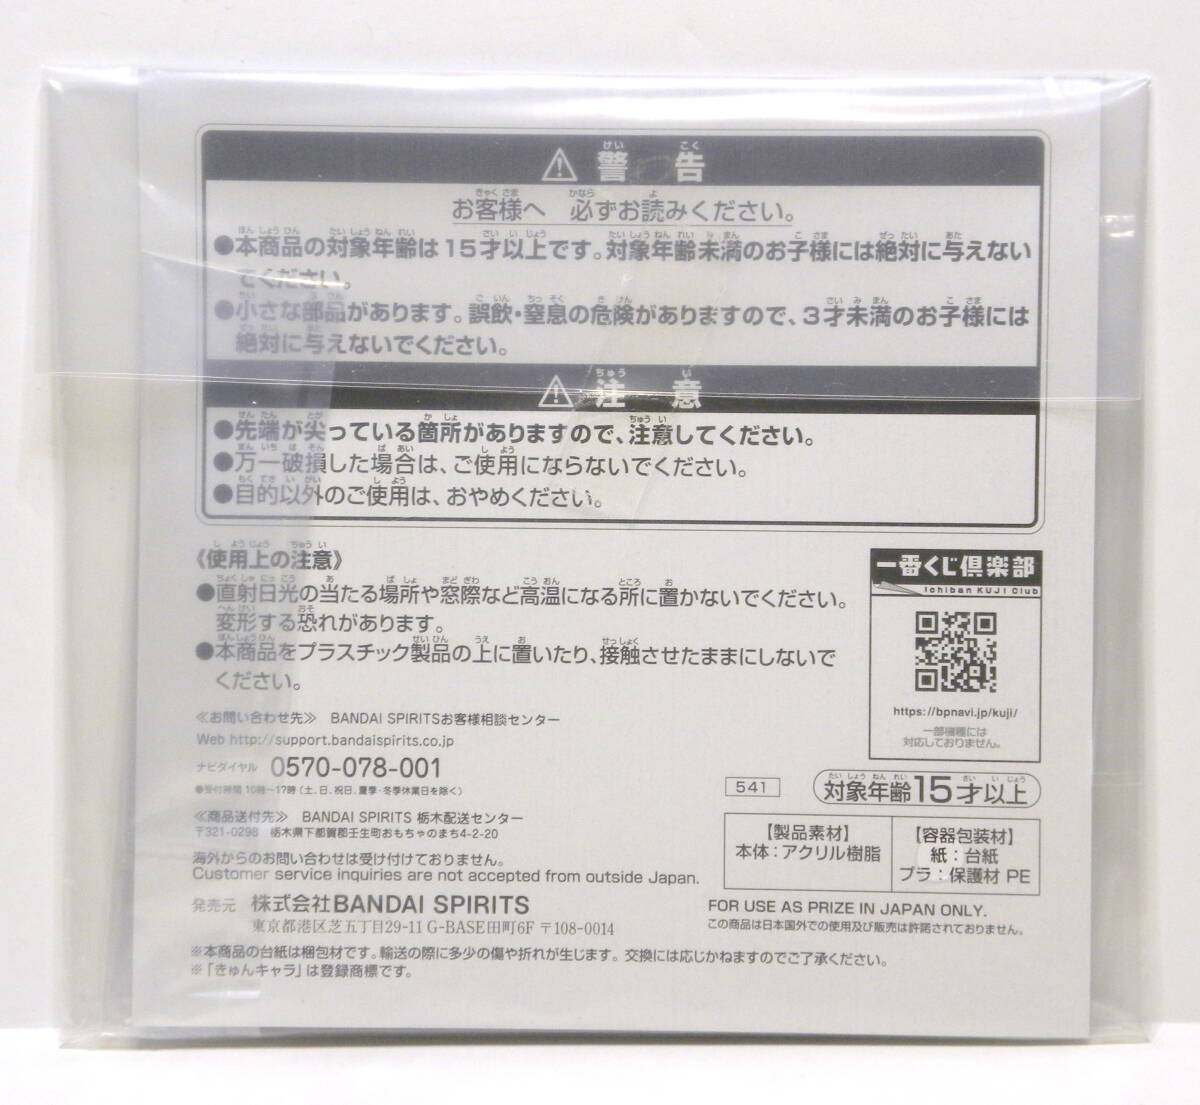 ⚠ 警告
お客様へ 必ずお読みください。
●本商品の対象年齢は15才以上です。対象年齢未満のお子様には絶対に与えない
でください。
●小さな部品があります。誤飲・窒息の危険がありますので、3才未満のお子様には
絶対に与えないでください。
⚠ 注意
●先端が尖っている箇所がありますので、注意してください。
●万一破損した場合は、ご使用にならないでください。
●目的以外のご使用は、おやめください。
《使用上の注意》
●直射日光の当たる場所や窓際など高温になる所に置かないでください。
変形する恐れがあります。
●本商品をプラスチック製品の上に置いたり、接触させたままにしないで
ください。
一番くじ倶楽部
Ichiban KUJI Club
https://bpnavi.jp/kuji/
一部機種には
対応しておりません。
≪お問い合わせ先≫ BANDAI SPIRITSお客様相談センター
Web http://support.bandaispirits.co.jp
ナビダイヤル 0570-078-001
●受付時間 10時～17時 (土、日、祝日、夏季・冬季休業日を除く)
≪商品送付先≫ BANDAI SPIRITS 栃木配送センター
〒321-0298 栃木県下都賀郡壬生町おもちゃのまち4-2-20
海外からのお問い合わせは受け付けておりません。
Customer service inquiries are not accepted from outside Japan.
発売元 株式会社BANDAI SPIRITS
東京都港区芝五丁目29-11 G-BASE田町6F 〒108-0014
541
対象年齢15才以上
【製品素材】
本体：アクリル樹脂
【容器包装材】
紙：台紙
プラ：保護材 PE
FOR USE AS PRIZE IN JAPAN ONLY.
この商品は日本国外での使用及び販売は許諾されておりません。
※本商品の台紙は梱包材です。輸送の際に多少の傷や折れが生じます。交換には応じかねますのでご了承ください。
※「きゅんキャラ」は登録商標です。